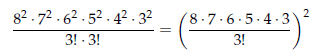 8² · 7² · 6² · 5² · 4² · 3² / 3! · 3! = (8 · 7 · 6 · 5 · 4 · 3 / 3!)²